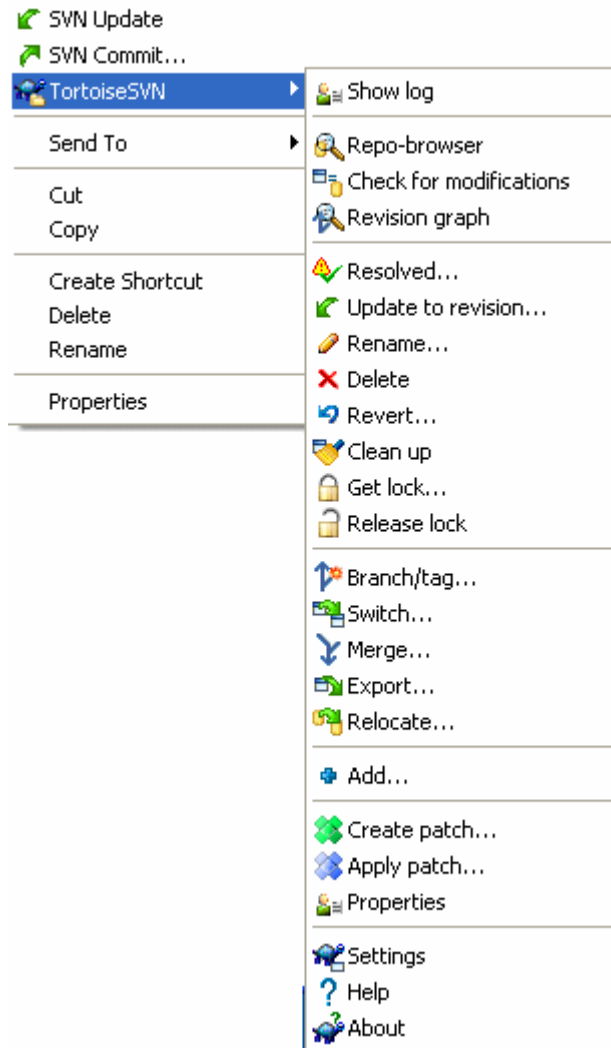 SVN Update
SVN Commit...
TortoiseSVN
Send To
Cut
Copy
Create Shortcut
Delete
Rename
Properties
Show log
Repo-browser
Check for modifications
Revision graph
Resolved...
Update to revision...
Rename...
Delete
Revert...
Clean up
Get lock...
Release lock
Branch/tag...
Switch...
Merge...
Export...
Relocate...
Add...
Create patch...
Apply patch...
Properties
Settings
Help
About